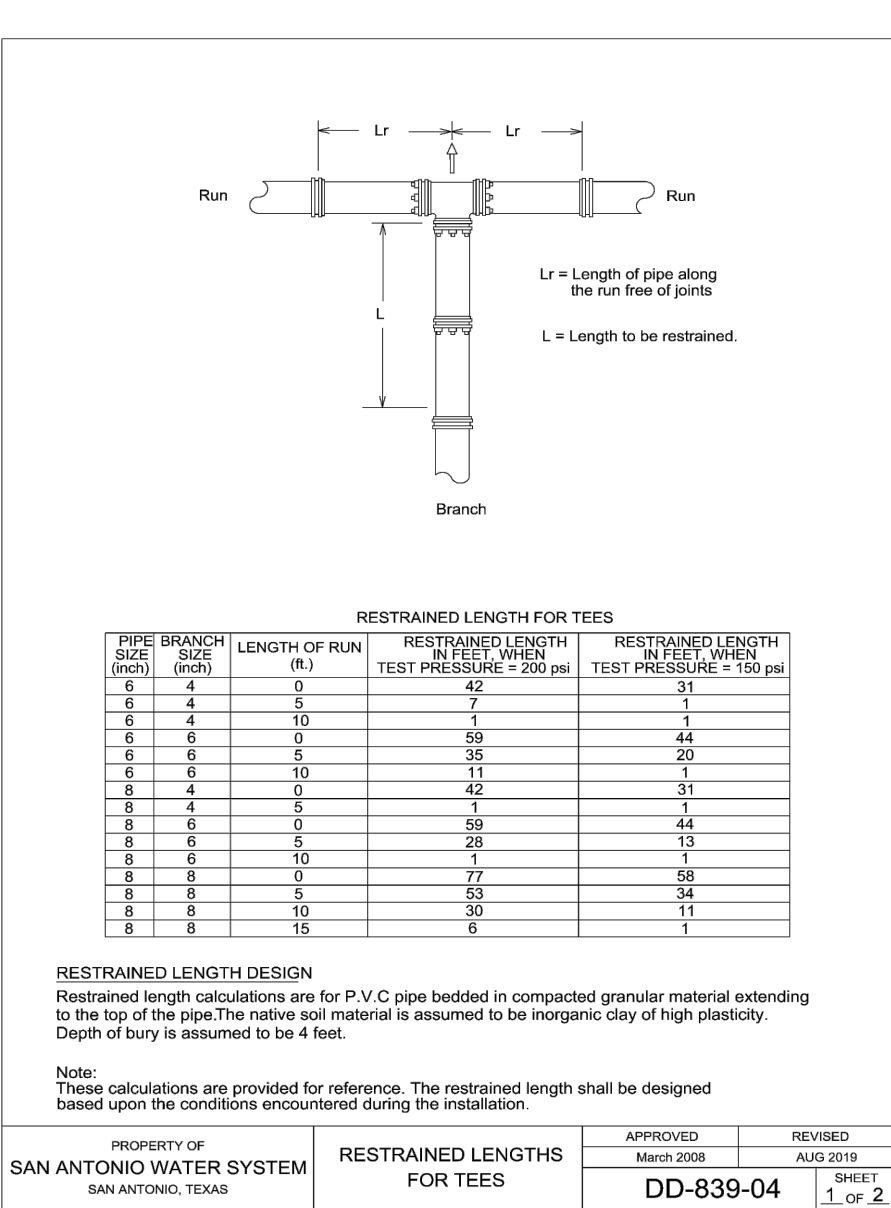 Lr Lr
Run Run
Lr = Length of pipe along
the run free of joints
L
L = Length to be restrained.
Branch
RESTRAINED LENGTH FOR TEES
PIPE SIZE (inch) BRANCH SIZE (inch) LENGTH OF RUN (ft.) RESTRAINED LENGTH IN FEET, WHEN TEST PRESSURE = 200 psi RESTRAINED LENGTH IN FEET, WHEN TEST PRESSURE = 150 psi
6 4 0 42 31
6 4 5 7 1
6 4 10 1 1
6 6 0 59 44
6 6 5 35 20
6 6 10 11 1
8 4 0 42 31
8 4 5 1 1
8 6 0 59 44
8 6 5 28 13
8 6 10 1 1
8 8 0 77 58
8 8 5 53 34
8 8 10 30 11
8 8 15 6 1
RESTRAINED LENGTH DESIGN
Restrained length calculations are for P.V.C pipe bedded in compacted granular material extending
to the top of the pipe.The native soil material is assumed to be inorganic clay of high plasticity.
Depth of bury is assumed to be 4 feet.
Note:
These calculations are provided for reference. The restrained length shall be designed
based upon the conditions encountered during the installation.
PROPERTY OF
SAN ANTONIO WATER SYSTEM
SAN ANTONIO, TEXAS
RESTRAINED LENGTHS
FOR TEES
APPROVED REVISED
March 2008 AUG 2019
DD-839-04
SHEET
1 OF 2